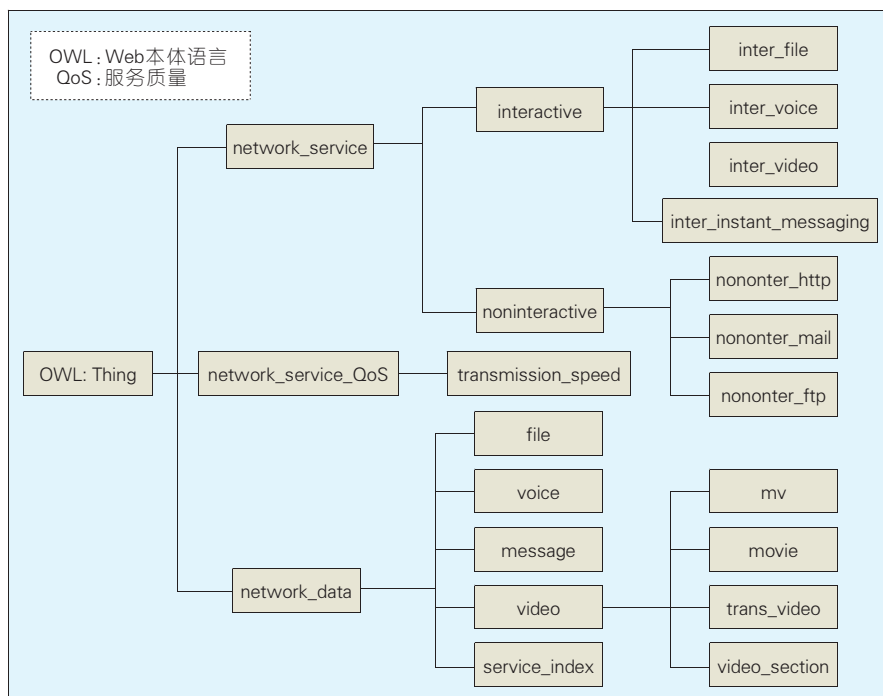 OWL:Web本体语言
QoS:服务质量
inter_file
interactive
inter_voice
network_service
inter_video
inter_instant_messaging
nononter_http
noninteractive
nononter_mail
OWL: Thing
network_service_QoS
transmission_speed
nononter_ftp
file
voice
mv
message
movie
network_data
video
trans_video
service_index
video_section